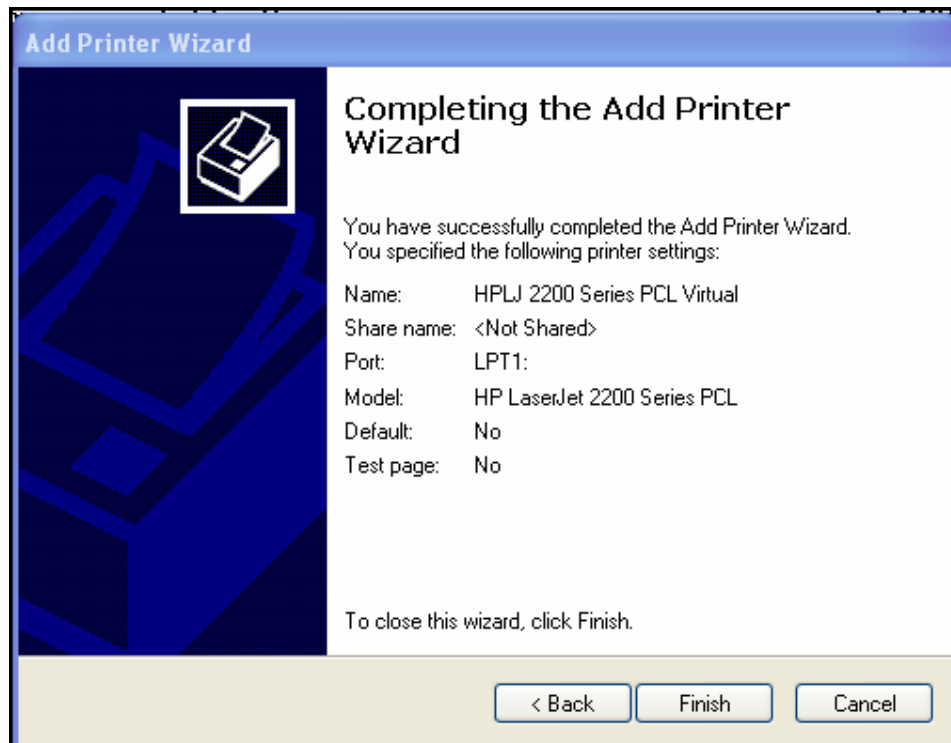 Add Printer Wizard
Completing the Add Printer
Wizard
You have successfully completed the Add Printer Wizard.
You specified the following printer settings:
Name: HPLJ 2200 Series PCL Virtual
Share name: <Not Shared>
Port: LPT1:
Model: HP LaserJet 2200 Series PCL
Default: No
Test page: No
To close this wizard, click Finish.
< Back Finish Cancel